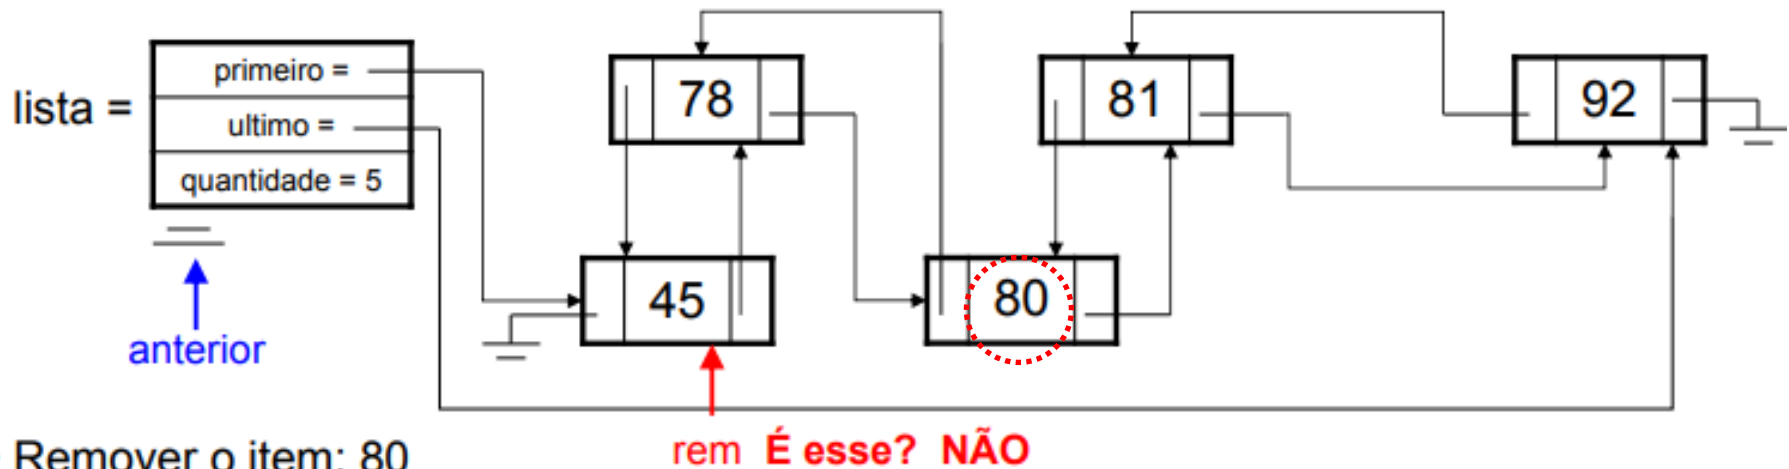 lista =
primeiro =
ultimo =
quantidade = 5
78
81
92
45
80
anterior
Remover o item: 80
rem É esse? NÃO